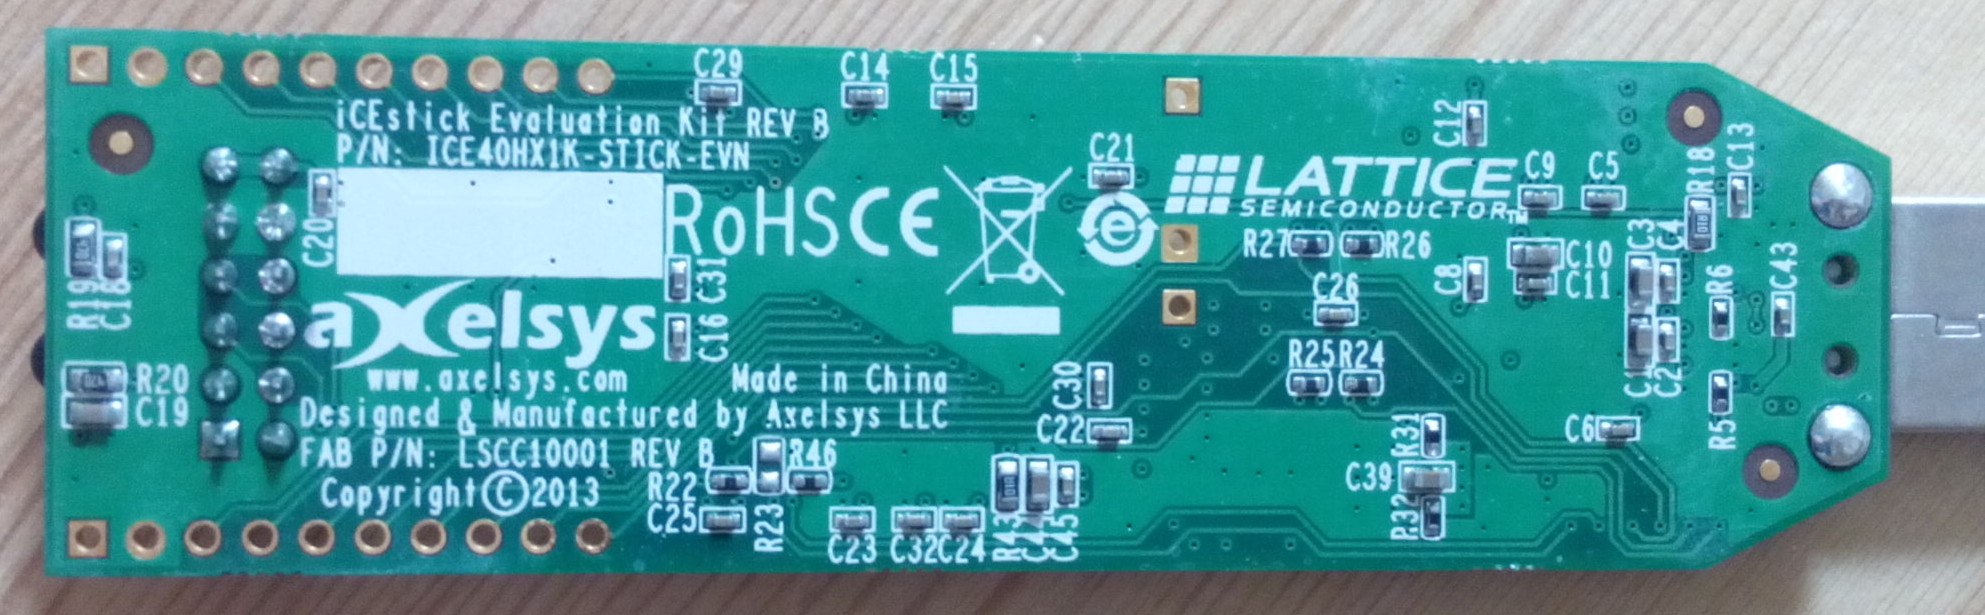 C29
C14
C15
iCEstick Evaluation Kit REV B
P/N: ICE40HX1K-STICK-EVN
C12
C21
C13
R18
C9
C5
LATTICE
SEMICONDUCTOR™
RoHS CE
e
C20
R27
R26
C10
C11
C3
C4
C8
C31
C16
R19
C18
C26
R6
C43
axelsys
www.axelsys.com
Made in China
Designed & Manufactured by Axelsys LLC
FAB P/N: LSCC10001 REV B
Copyright©2013
R20
C19
R25
R24
C1
C2
C30
C22
R5
C6
R31
C39
R32
R46
R22
C25
R23
C23
C32
C24
R43
C44
C45